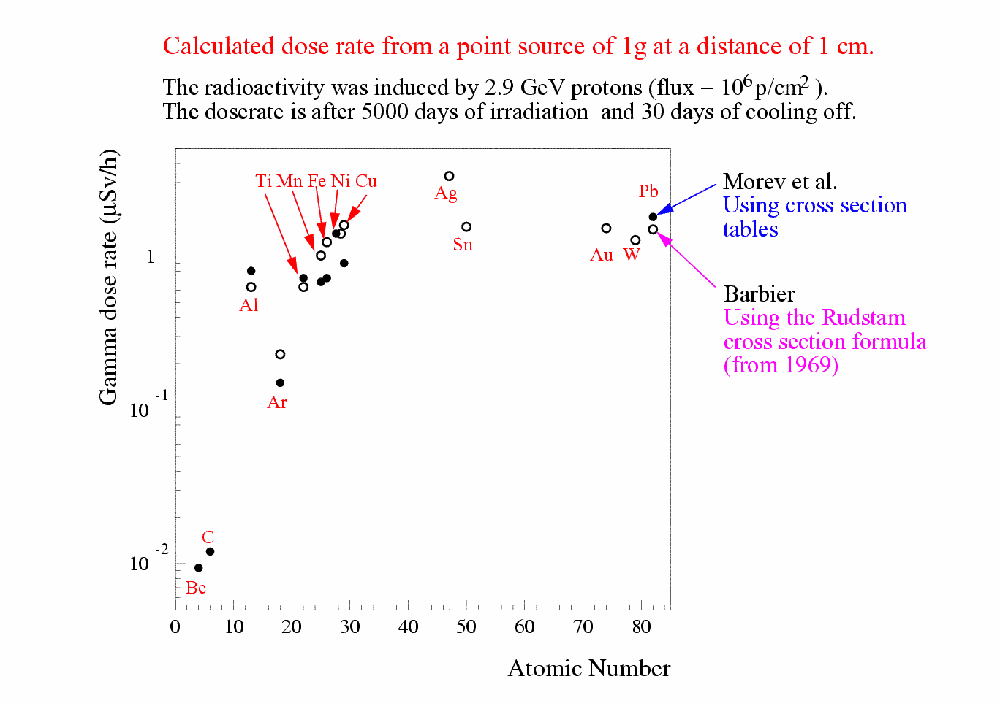 Calculated dose rate from a point source of 1g at a distance of 1 cm.
The radioactivity was induced by 2.9 GeV protons (flux = 10⁶ p/cm² ).
The doserate is after 5000 days of irradiation and 30 days of cooling off.
Gamma dose rate (μSv/h)
Ti Mn Fe Ni Cu
Ag
Pb
Sn
Au W
Al
Ar
C
Be
1
10 -1
10 -2
0 10 20 30 40 50 60 70 80
Atomic Number
Morev et al.
Using cross section
tables
Barbier
Using the Rudstam
cross section formula
(from 1969)